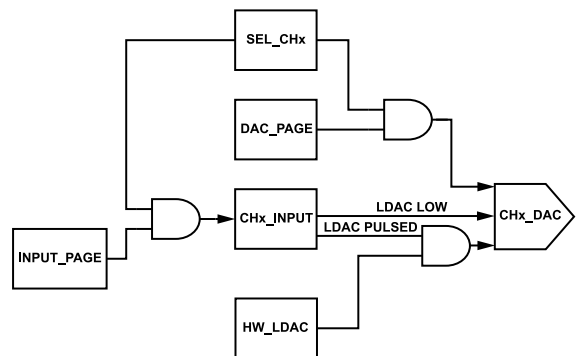 SEL_CHx
DAC_PAGE
LDAC LOW
CHx_INPUT
CHx_DAC
LDAC PULSED
INPUT_PAGE
HW_LDAC